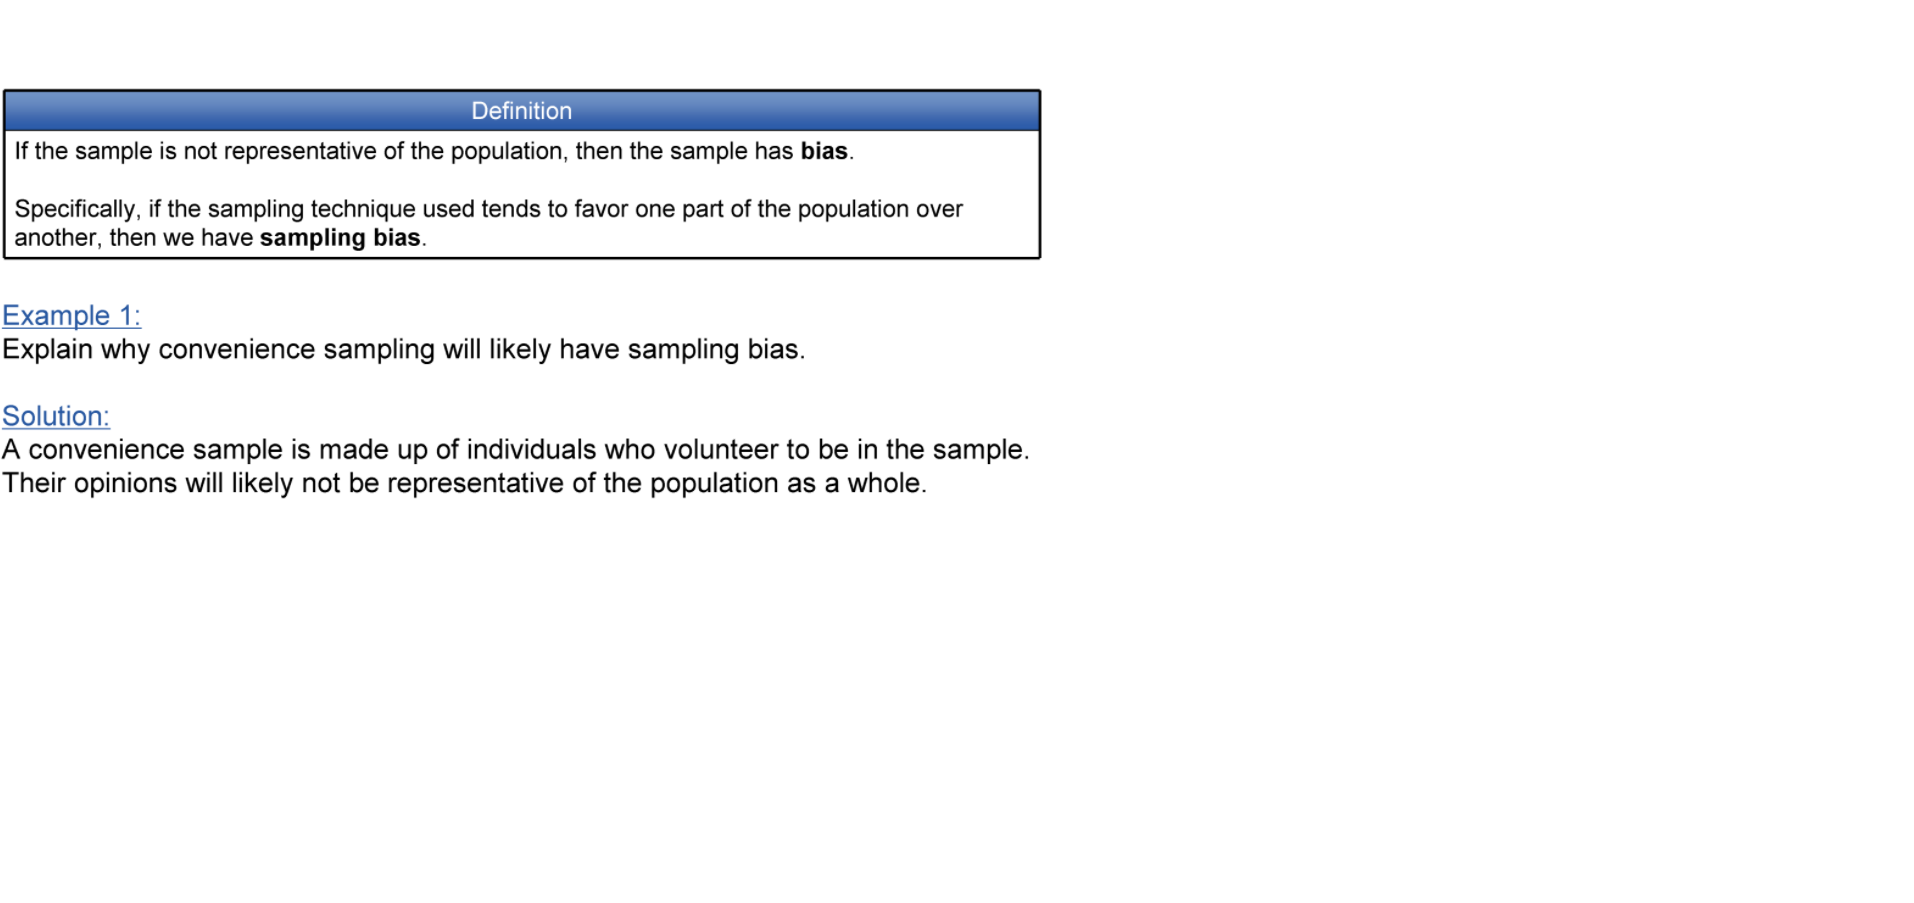 Definition
If the sample is not representative of the population, then the sample has bias.
Specifically, if the sampling technique used tends to favor one part of the population over
another, then we have sampling bias.
Example 1:
Explain why convenience sampling will likely have sampling bias.
Solution:
A convenience sample is made up of individuals who volunteer to be in the sample.
Their opinions will likely not be representative of the population as a whole.